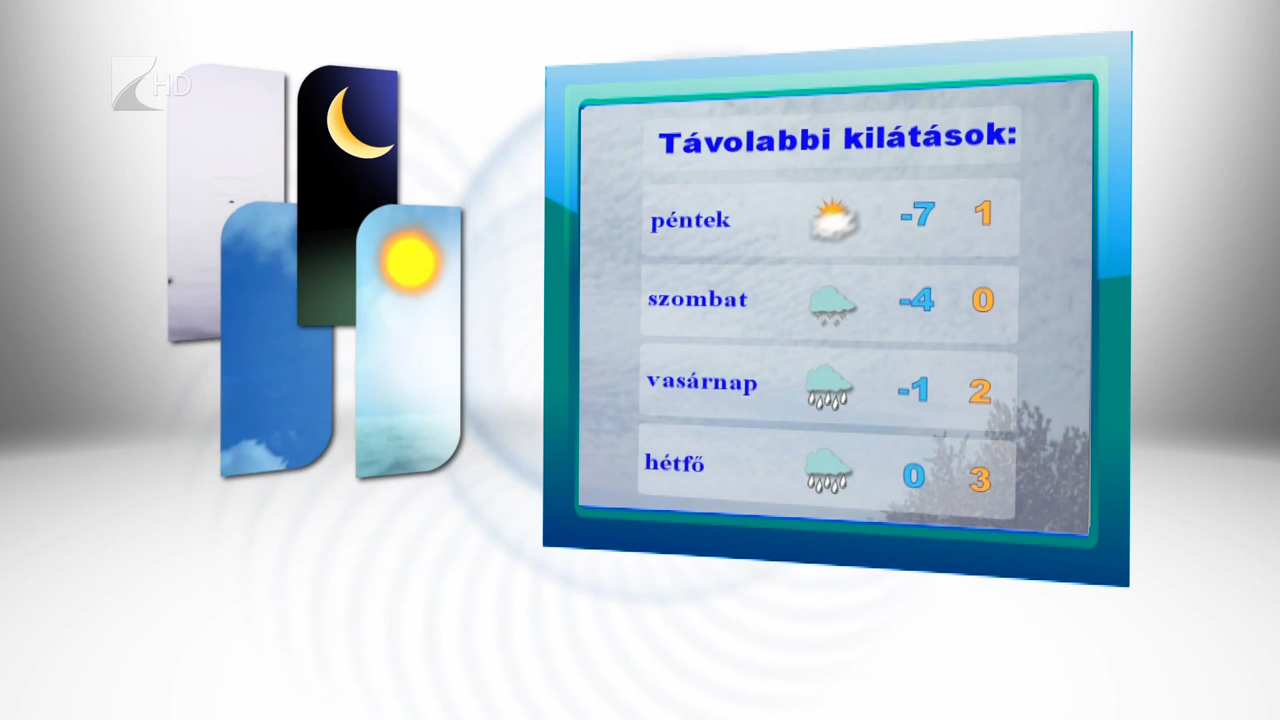 HD
Távolabbi kilátások:
péntek -7 1
szombat -4 0
vasárnap -1 2
hétfő 0 3